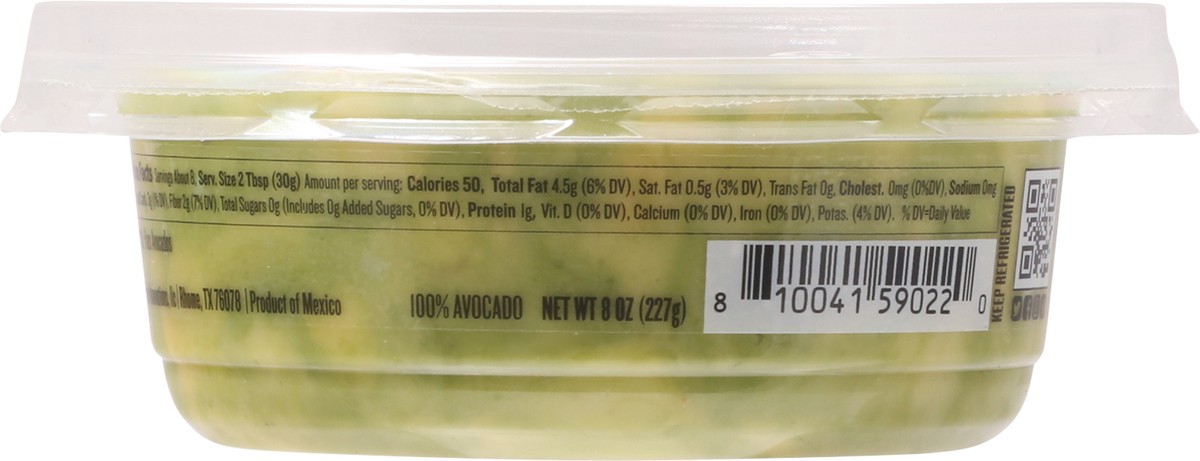 Facts Servings About 8, Serv. Size 2 Tbsp (30g) Amount per serving: Calories 50, Total Fat 4.5g (6% DV), Sat. Fat 0.5g (3% DV), Trans Fat 0g, Cholest. 0mg (0%DV), Sodium 0mg
Fiber 2g (7% DV), Total Sugars 0g (Includes 0g Added Sugars, 0% DV), Protein 1g, Vit. D (0% DV), Calcium (0% DV), Iron (0% DV), Potas. (4% DV). % DV=Daily Value
Avocados
Rhome, TX 76078 | Product of Mexico
100% AVOCADO NET WT 8 OZ (227g)
8 10041 59022 0
KEEP REFRIGERATED